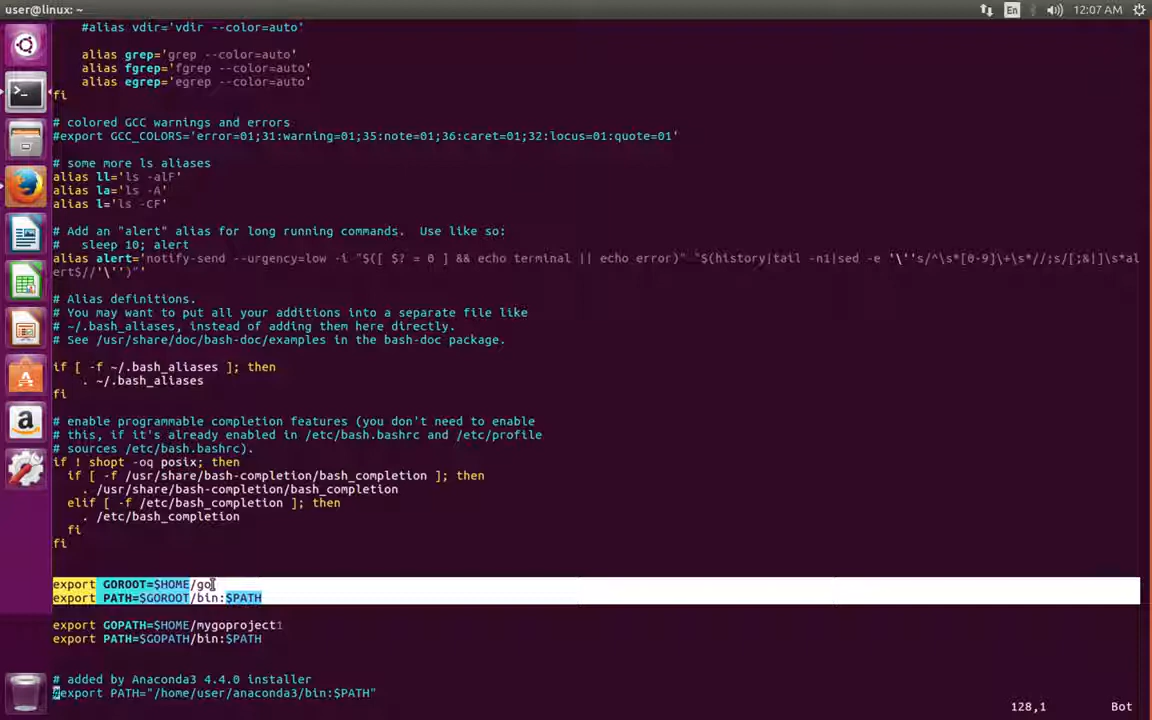 user@linux: ~
En
12:07 AM
#alias vdir='vdir --color=auto'
alias grep='grep --color=auto'
alias fgrep='fgrep --color=auto'
alias egrep='egrep --color=auto'
fi
# colored GCC warnings and errors
#export GCC_COLORS='error=01;31:warning=01;35:note=01;36:caret=01;32:locus=01:quote=01'
# some more ls aliases
alias ll='ls -alF'
alias la='ls -A'
alias l='ls -CF'
# Add an "alert" alias for long running commands.  Use like so:
#   sleep 10; alert
alias alert='notify-send --urgency=low -i "$([ $? = 0 ] && echo terminal || echo error)" "$(history|tail -n1|sed -e '\''s/^\s*[0-9]\+\s*//;s/[;&|]\s*al
ert$//'\'')"'
# Alias definitions.
# You may want to put all your additions into a separate file like
# ~/.bash_aliases, instead of adding them here directly.
# See /usr/share/doc/bash-doc/examples in the bash-doc package.
if [ -f ~/.bash_aliases ]; then
. ~/.bash_aliases
fi
# enable programmable completion features (you don't need to enable
# this, if it's already enabled in /etc/bash.bashrc and /etc/profile
# sources /etc/bash.bashrc).
if ! shopt -oq posix; then
if [ -f /usr/share/bash-completion/bash_completion ]; then
. /usr/share/bash-completion/bash_completion
elif [ -f /etc/bash_completion ]; then
. /etc/bash_completion
fi
fi
export GOROOT=$HOME/go
export PATH=$GOROOT/bin:$PATH
export GOPATH=$HOME/mygoproject1
export PATH=$GOPATH/bin:$PATH
# added by Anaconda3 4.4.0 installer
#export PATH="/home/user/anaconda3/bin:$PATH"
128,1 Bot